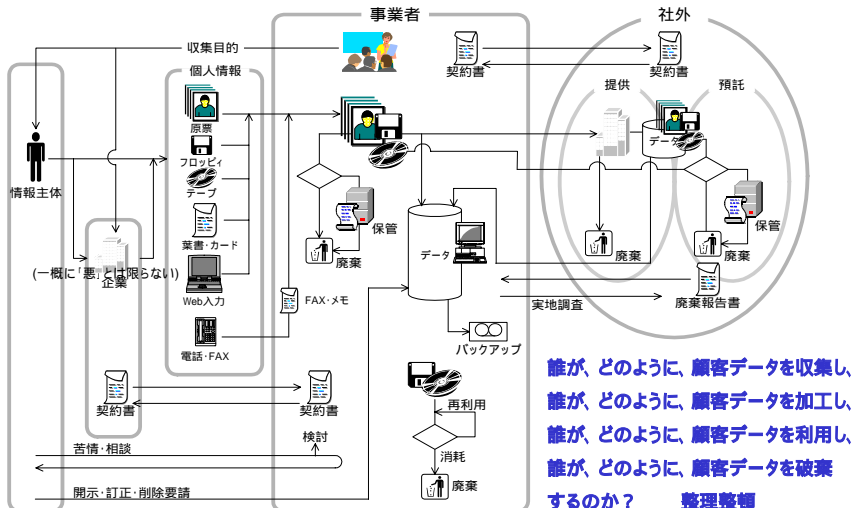 事業者
社外
収集目的
個人情報
契約書
契約書
提供
預託
原票
フロッピィ
データ
情報主体
テープ
保管
保管
葉書・カード
データ
廃棄
廃棄
廃棄
(一概に「悪」とは限らない)
企業
Web入力
FAX・メモ
実地調査
廃棄報告書
電話・FAX
バックアップ
誰が、どのように、顧客データを収集し、
契約書
契約書
再利用
誰が、どのように、顧客データを加工し、
検討
誰が、どのように、顧客データを利用し、
苦情・相談
消耗
誰が、どのように、顧客データを破棄
開示・訂正・削除要請
廃棄
するのか？ 整理整頓